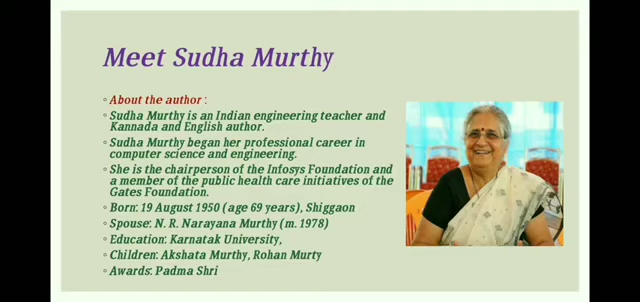 Meet Sudha Murthy
◦ About the author :
◦ Sudha Murthy is an Indian engineering teacher and
Kannada and English author.
◦ Sudha Murthy began her professional career in
computer science and engineering.
◦ She is the chairperson of the Infosys Foundation and
a member of the public health care initiatives of the
Gates Foundation.
◦ Born: 19 August 1950 (age 69 years), Shiggaon
◦ Spouse: N. R. Narayana Murthy (m. 1978)
◦ Education: Karnatak University,
◦ Children: Akshata Murthy, Rohan Murty
◦ Awards: Padma Shri